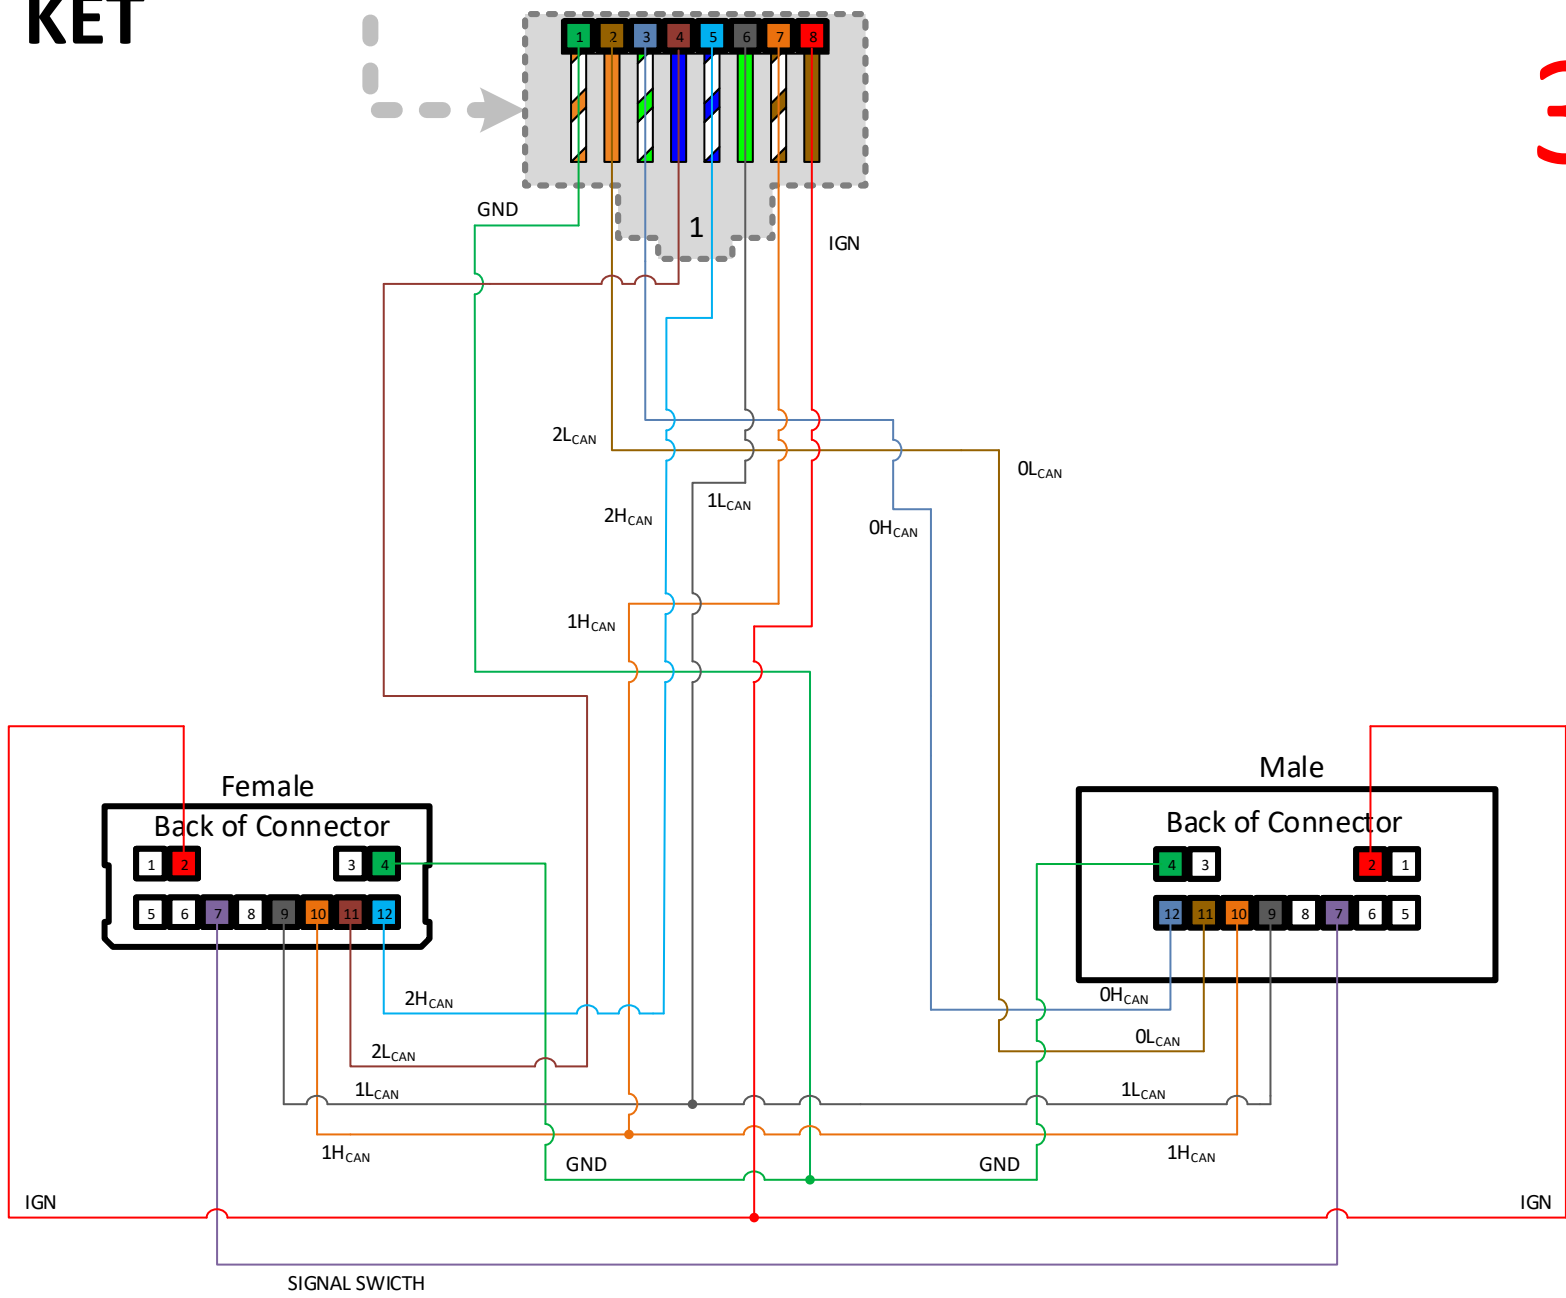 KET
1 2 3 4 5 6 7 8
1
GND
IGN
2LCAN
0LCAN
1LCAN
2HCAN
0HCAN
1HCAN
Female
Back of Connector
1 2 3 4
5 6 7 8 9 10 11 12
Male
Back of Connector
4 3 2 1
12 11 10 9 8 7 6 5
2HCAN
0HCAN
2LCAN
0LCAN
1LCAN
1LCAN
1HCAN
1HCAN
GND
GND
IGN
IGN
SIGNAL SWICTH